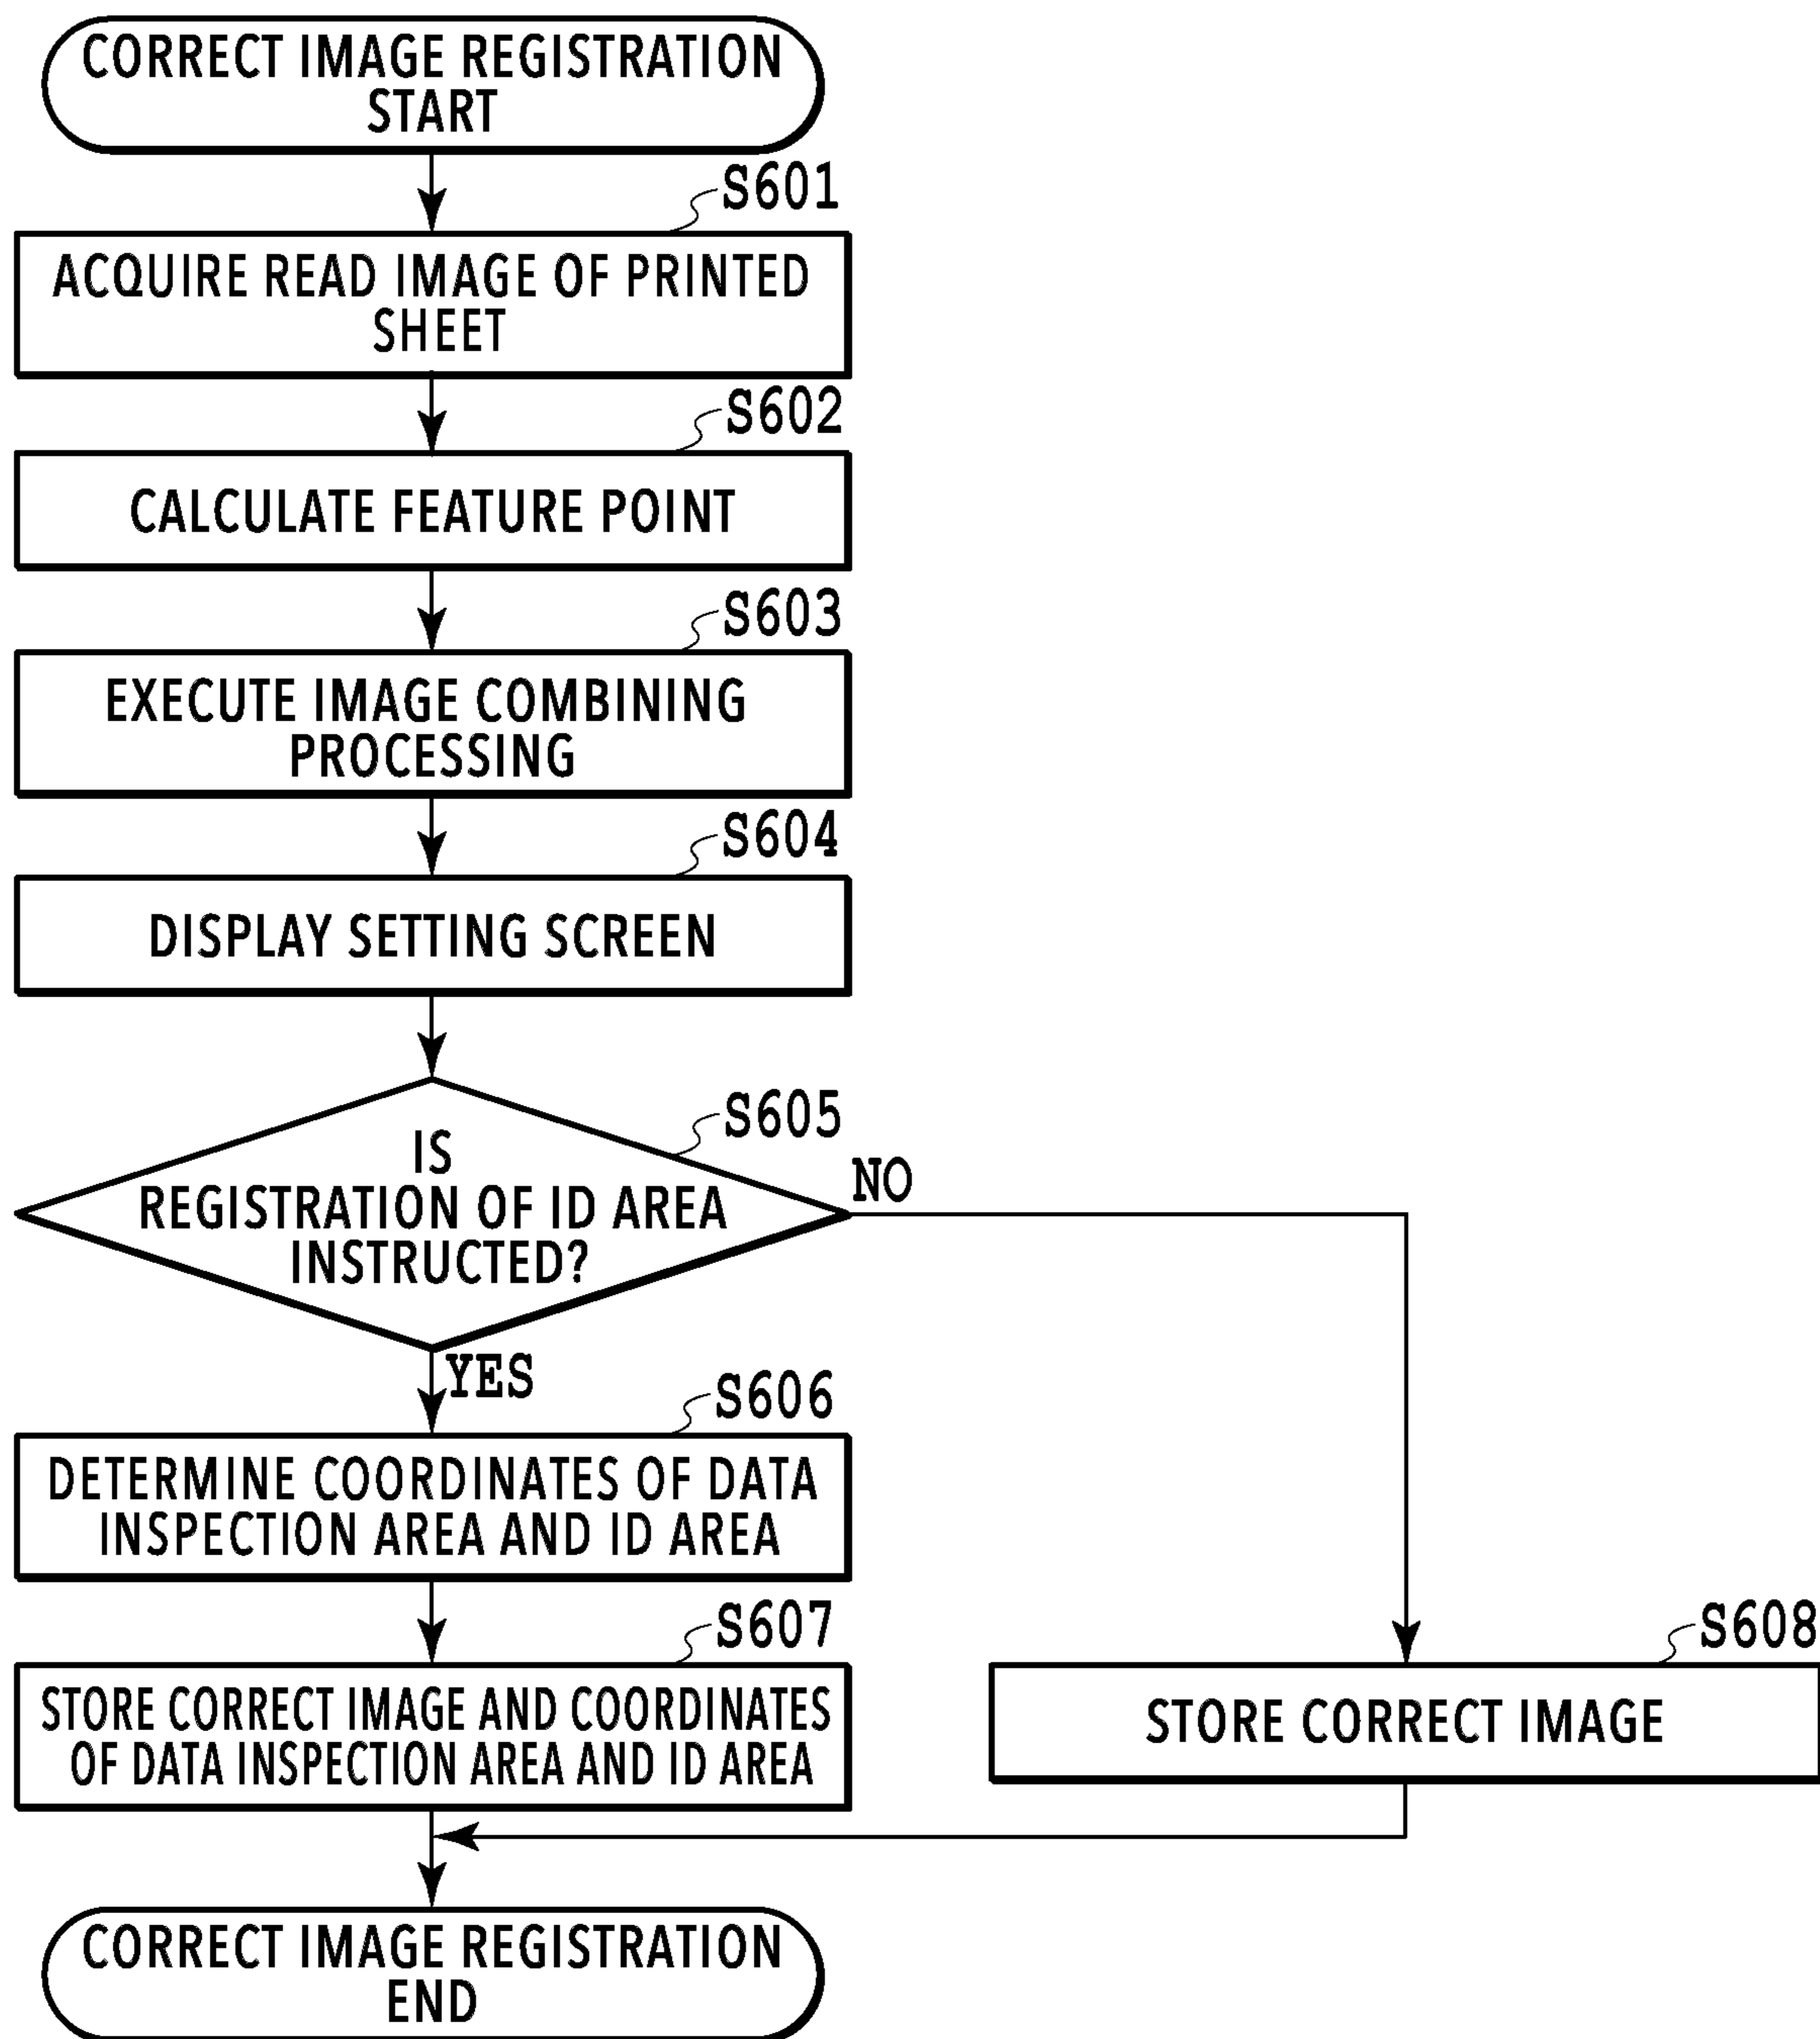 CORRECT IMAGE REGISTRATION
START
S601
ACQUIRE READ IMAGE OF PRINTED
SHEET
S602
CALCULATE FEATURE POINT
S603
EXECUTE IMAGE COMBINING
PROCESSING
S604
DISPLAY SETTING SCREEN
S605
IS
REGISTRATION OF ID AREA
INSTRUCTED?
NO
YES
S606
DETERMINE COORDINATES OF DATA
INSPECTION AREA AND ID AREA
S607
STORE CORRECT IMAGE AND COORDINATES
OF DATA INSPECTION AREA AND ID AREA
S608
STORE CORRECT IMAGE
CORRECT IMAGE REGISTRATION
END